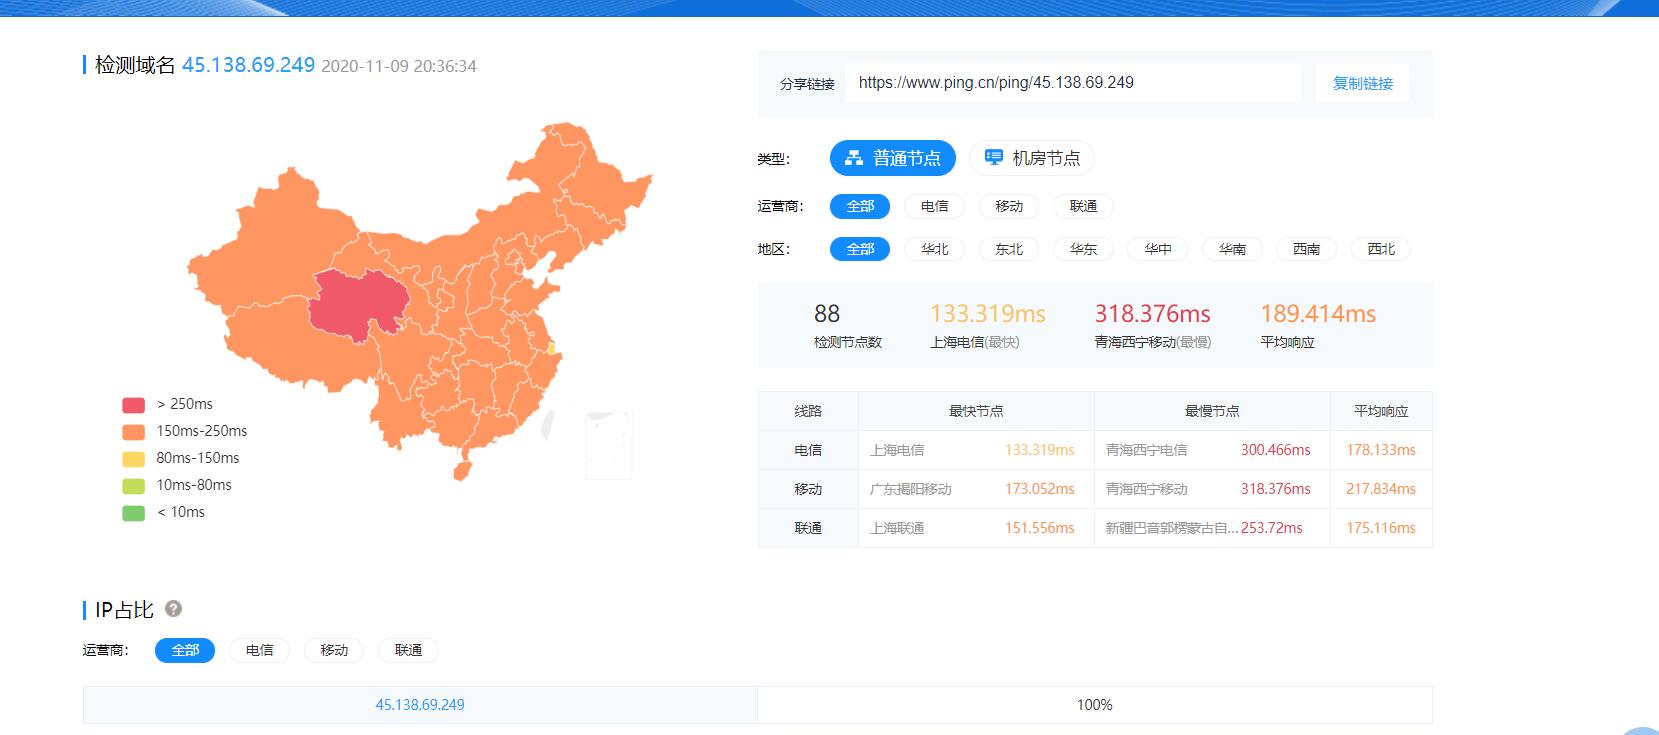 检测域名 45.138.69.249 2020-11-09 20:36:34
分享链接 https://www.ping.cn/ping/45.138.69.249 复制链接
类型: 普通节点 机房节点
运营商: 全部 电信 移动 联通
地区: 全部 华北 东北 华东 华中 华南 西南 西北
88 133.319ms 318.376ms 189.414ms
检测节点数 上海电信(最快) 青海西宁移动(最慢) 平均响应
> 250ms
150ms-250ms
80ms-150ms
10ms-80ms
< 10ms
线路 最快节点 最慢节点 平均响应
电信 上海电信 133.319ms 青海西宁电信 300.466ms 178.133ms
移动 广东揭阳移动 173.052ms 青海西宁移动 318.376ms 217.834ms
联通 上海联通 151.556ms 新疆巴音郭楞蒙古自... 253.72ms 175.116ms
IP占比 ?
运营商: 全部 电信 移动 联通
45.138.69.249 100%